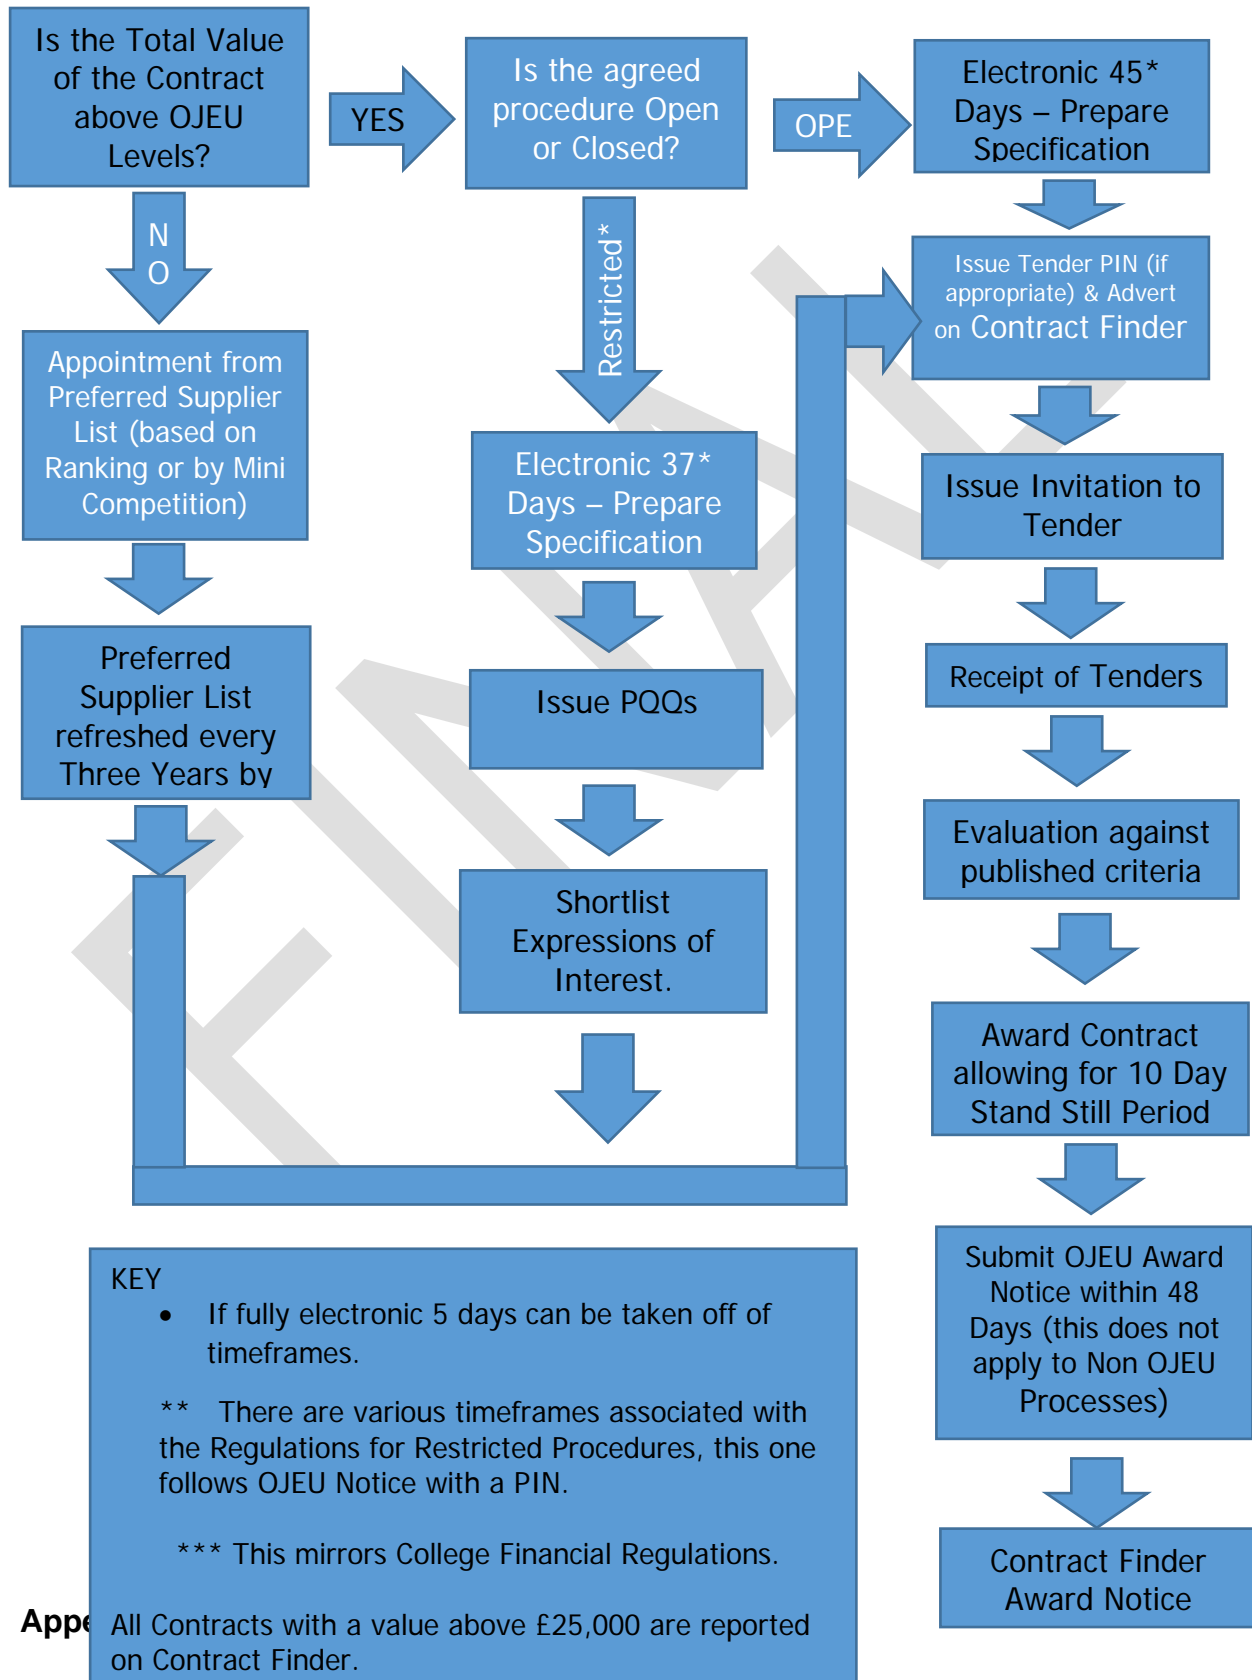 Is the Total Value
of the Contract
above OJEU
Levels?
YES
Is the agreed
procedure Open
or Closed?
OPE
Electronic 45*
Days – Prepare
Specification
N
O
Restricted*
Issue Tender PIN (if
appropriate) & Advert
on Contract Finder
Appointment from
Preferred Supplier
List (based on
Ranking or by Mini
Competition)
Electronic 37*
Days – Prepare
Specification
Issue Invitation to
Tender
Preferred
Supplier List
refreshed every
Three Years by
Issue PQQs
Receipt of Tenders
Shortlist
Expressions of
Interest.
Evaluation against
published criteria
Award Contract
allowing for 10 Day
Stand Still Period
Submit OJEU Award
Notice within 48
Days (this does not
apply to Non OJEU
Processes)
Contract Finder
Award Notice
KEY
• If fully electronic 5 days can be taken off of
timeframes.
** There are various timeframes associated with
the Regulations for Restricted Procedures, this one
follows OJEU Notice with a PIN.
*** This mirrors College Financial Regulations.
All Contracts with a value above £25,000 are reported
on Contract Finder.
Appe
FINAL